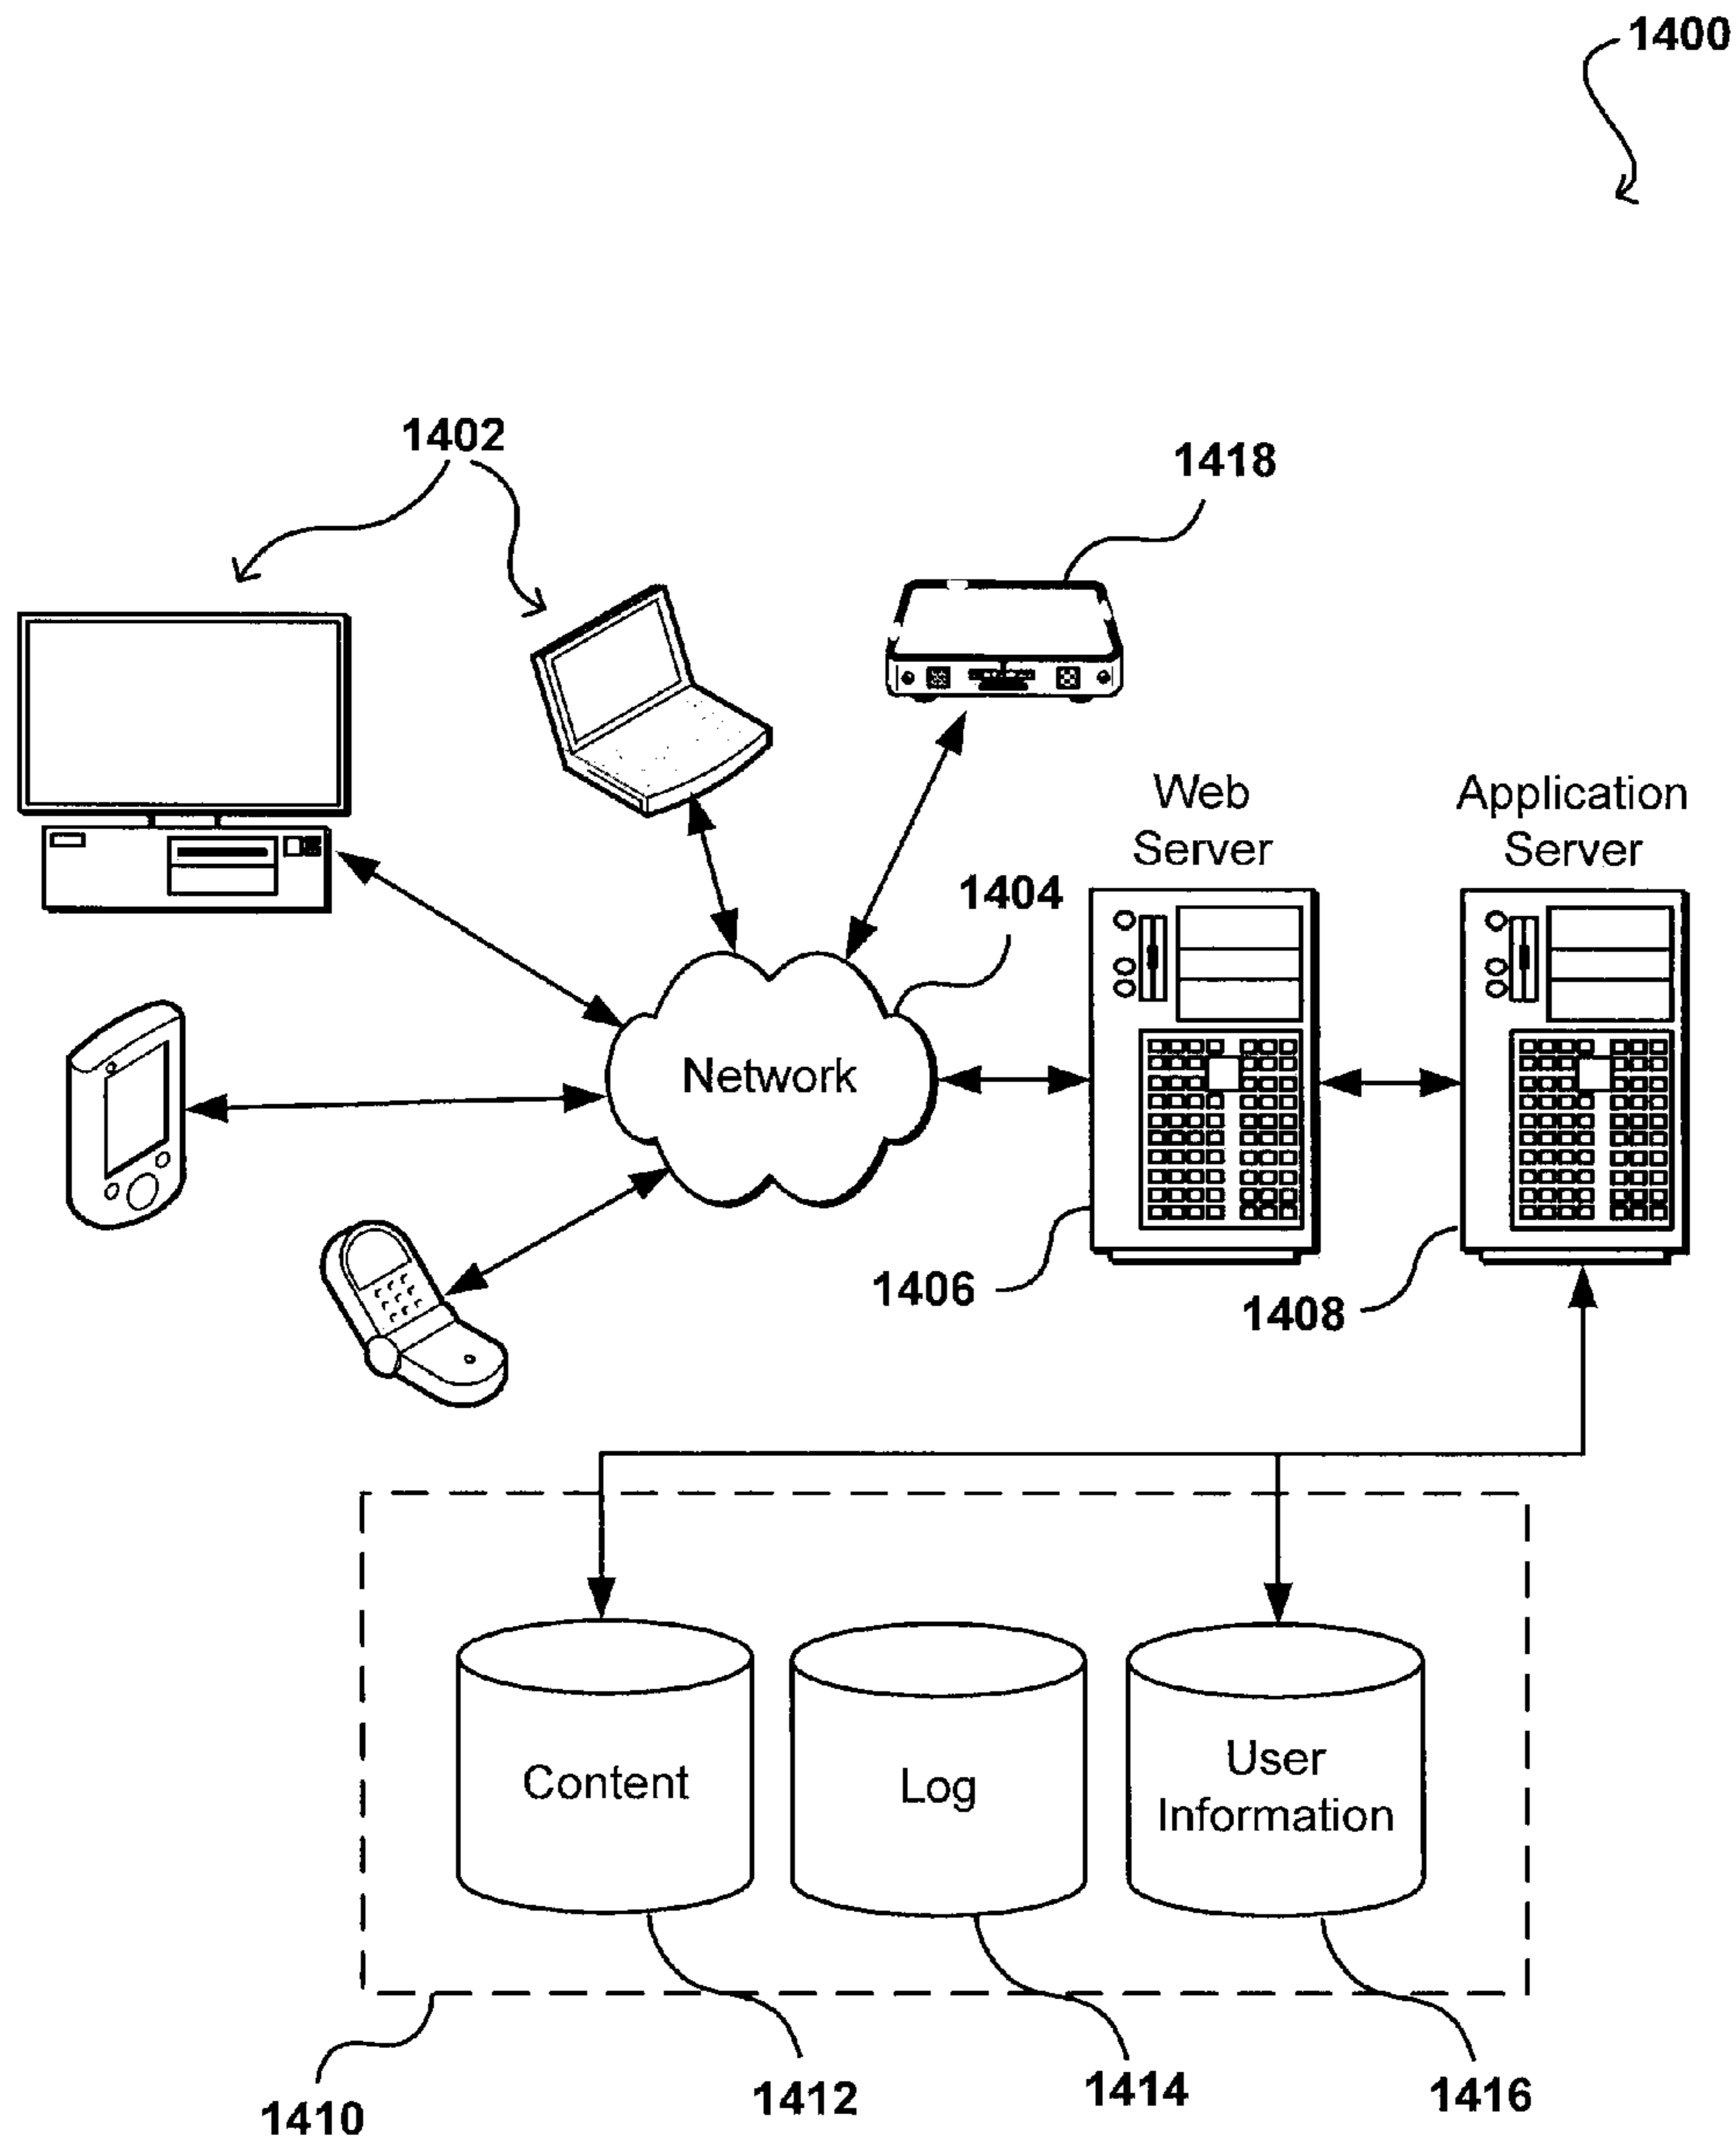 1400
1402
1418
Web
Server
Application
Server
1404
Network
1406
1408
Content
Log
User
Information
1410
1412
1414
1416